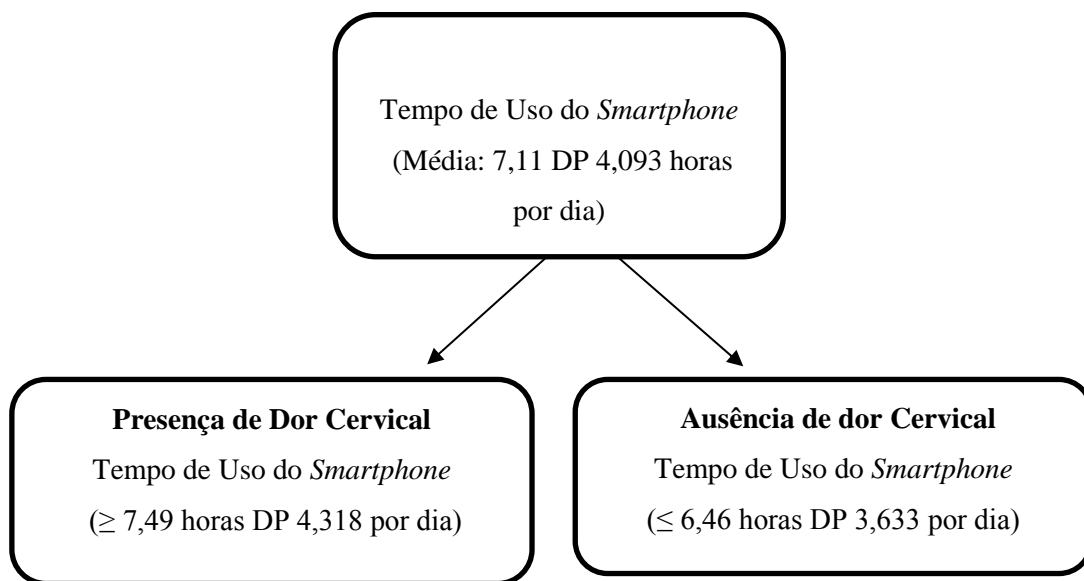 Tempo de Uso do Smartphone
(Média: 7,11 DP 4,093 horas
por dia)
Presença de Dor Cervical
Tempo de Uso do Smartphone
(≥ 7,49 horas DP 4,318 por dia)
Ausência de dor Cervical
Tempo de Uso do Smartphone
(≤ 6,46 horas DP 3,633 por dia)